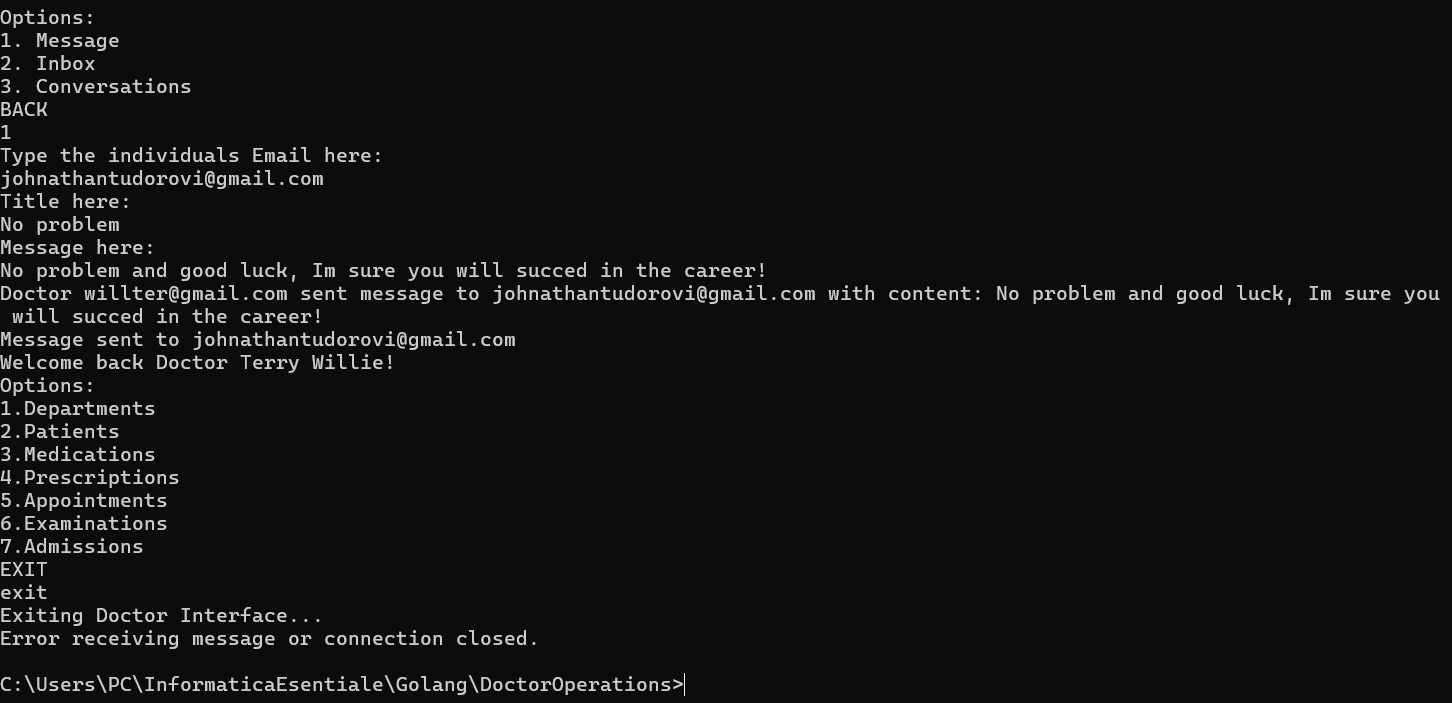 Options:
1. Message
2. Inbox
3. Conversations
BACK
1
Type the individuals Email here:
johnathantudorovi@gmail.com
Title here:
No problem
Message here:
No problem and good luck, Im sure you will succed in the career!
Doctor willter@gmail.com sent message to johnathantudorovi@gmail.com with content: No problem and good luck, Im sure you
 will succed in the career!
Message sent to johnathantudorovi@gmail.com
Welcome back Doctor Terry Willie!
Options:
1.Departments
2.Patients
3.Medications
4.Prescriptions
5.Appointments
6.Examinations
7.Admissions
EXIT
exit
Exiting Doctor Interface...
Error receiving message or connection closed.
C:\Users\PC\InformaticaEsentiale\Golang\DoctorOperations>